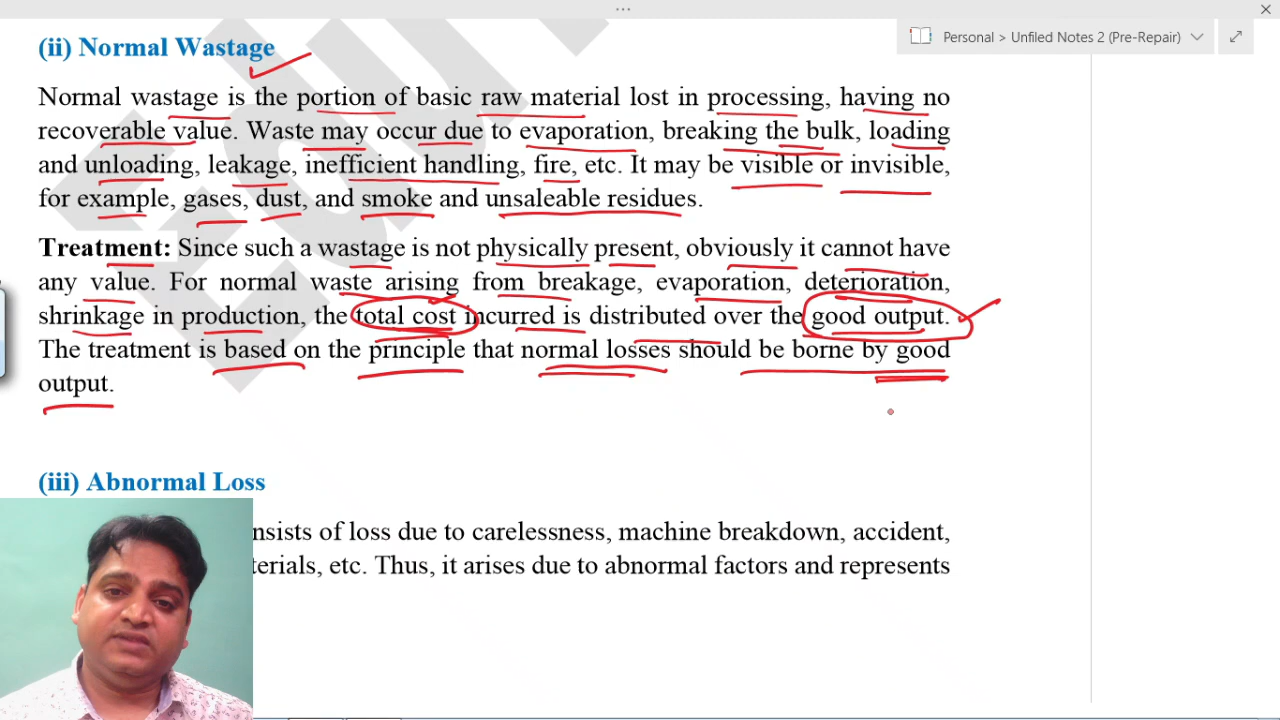 Personal > Unfiled Notes 2 (Pre-Repair)
(ii) Normal Wastage
Normal wastage is the portion of basic raw material lost in processing, having no
recoverable value. Waste may occur due to evaporation, breaking the bulk, loading
and unloading, leakage, inefficient handling, fire, etc. It may be visible or invisible,
for example, gases, dust, and smoke and unsaleable residues.
Treatment: Since such a wastage is not physically present, obviously it cannot have
any value. For normal waste arising from breakage, evaporation, deterioration,
shrinkage in production, the total cost incurred is distributed over the good output.
The treatment is based on the principle that normal losses should be borne by good
output.
(iii) Abnormal Loss
nsists of loss due to carelessness, machine breakdown, accident,
terials, etc. Thus, it arises due to abnormal factors and represents